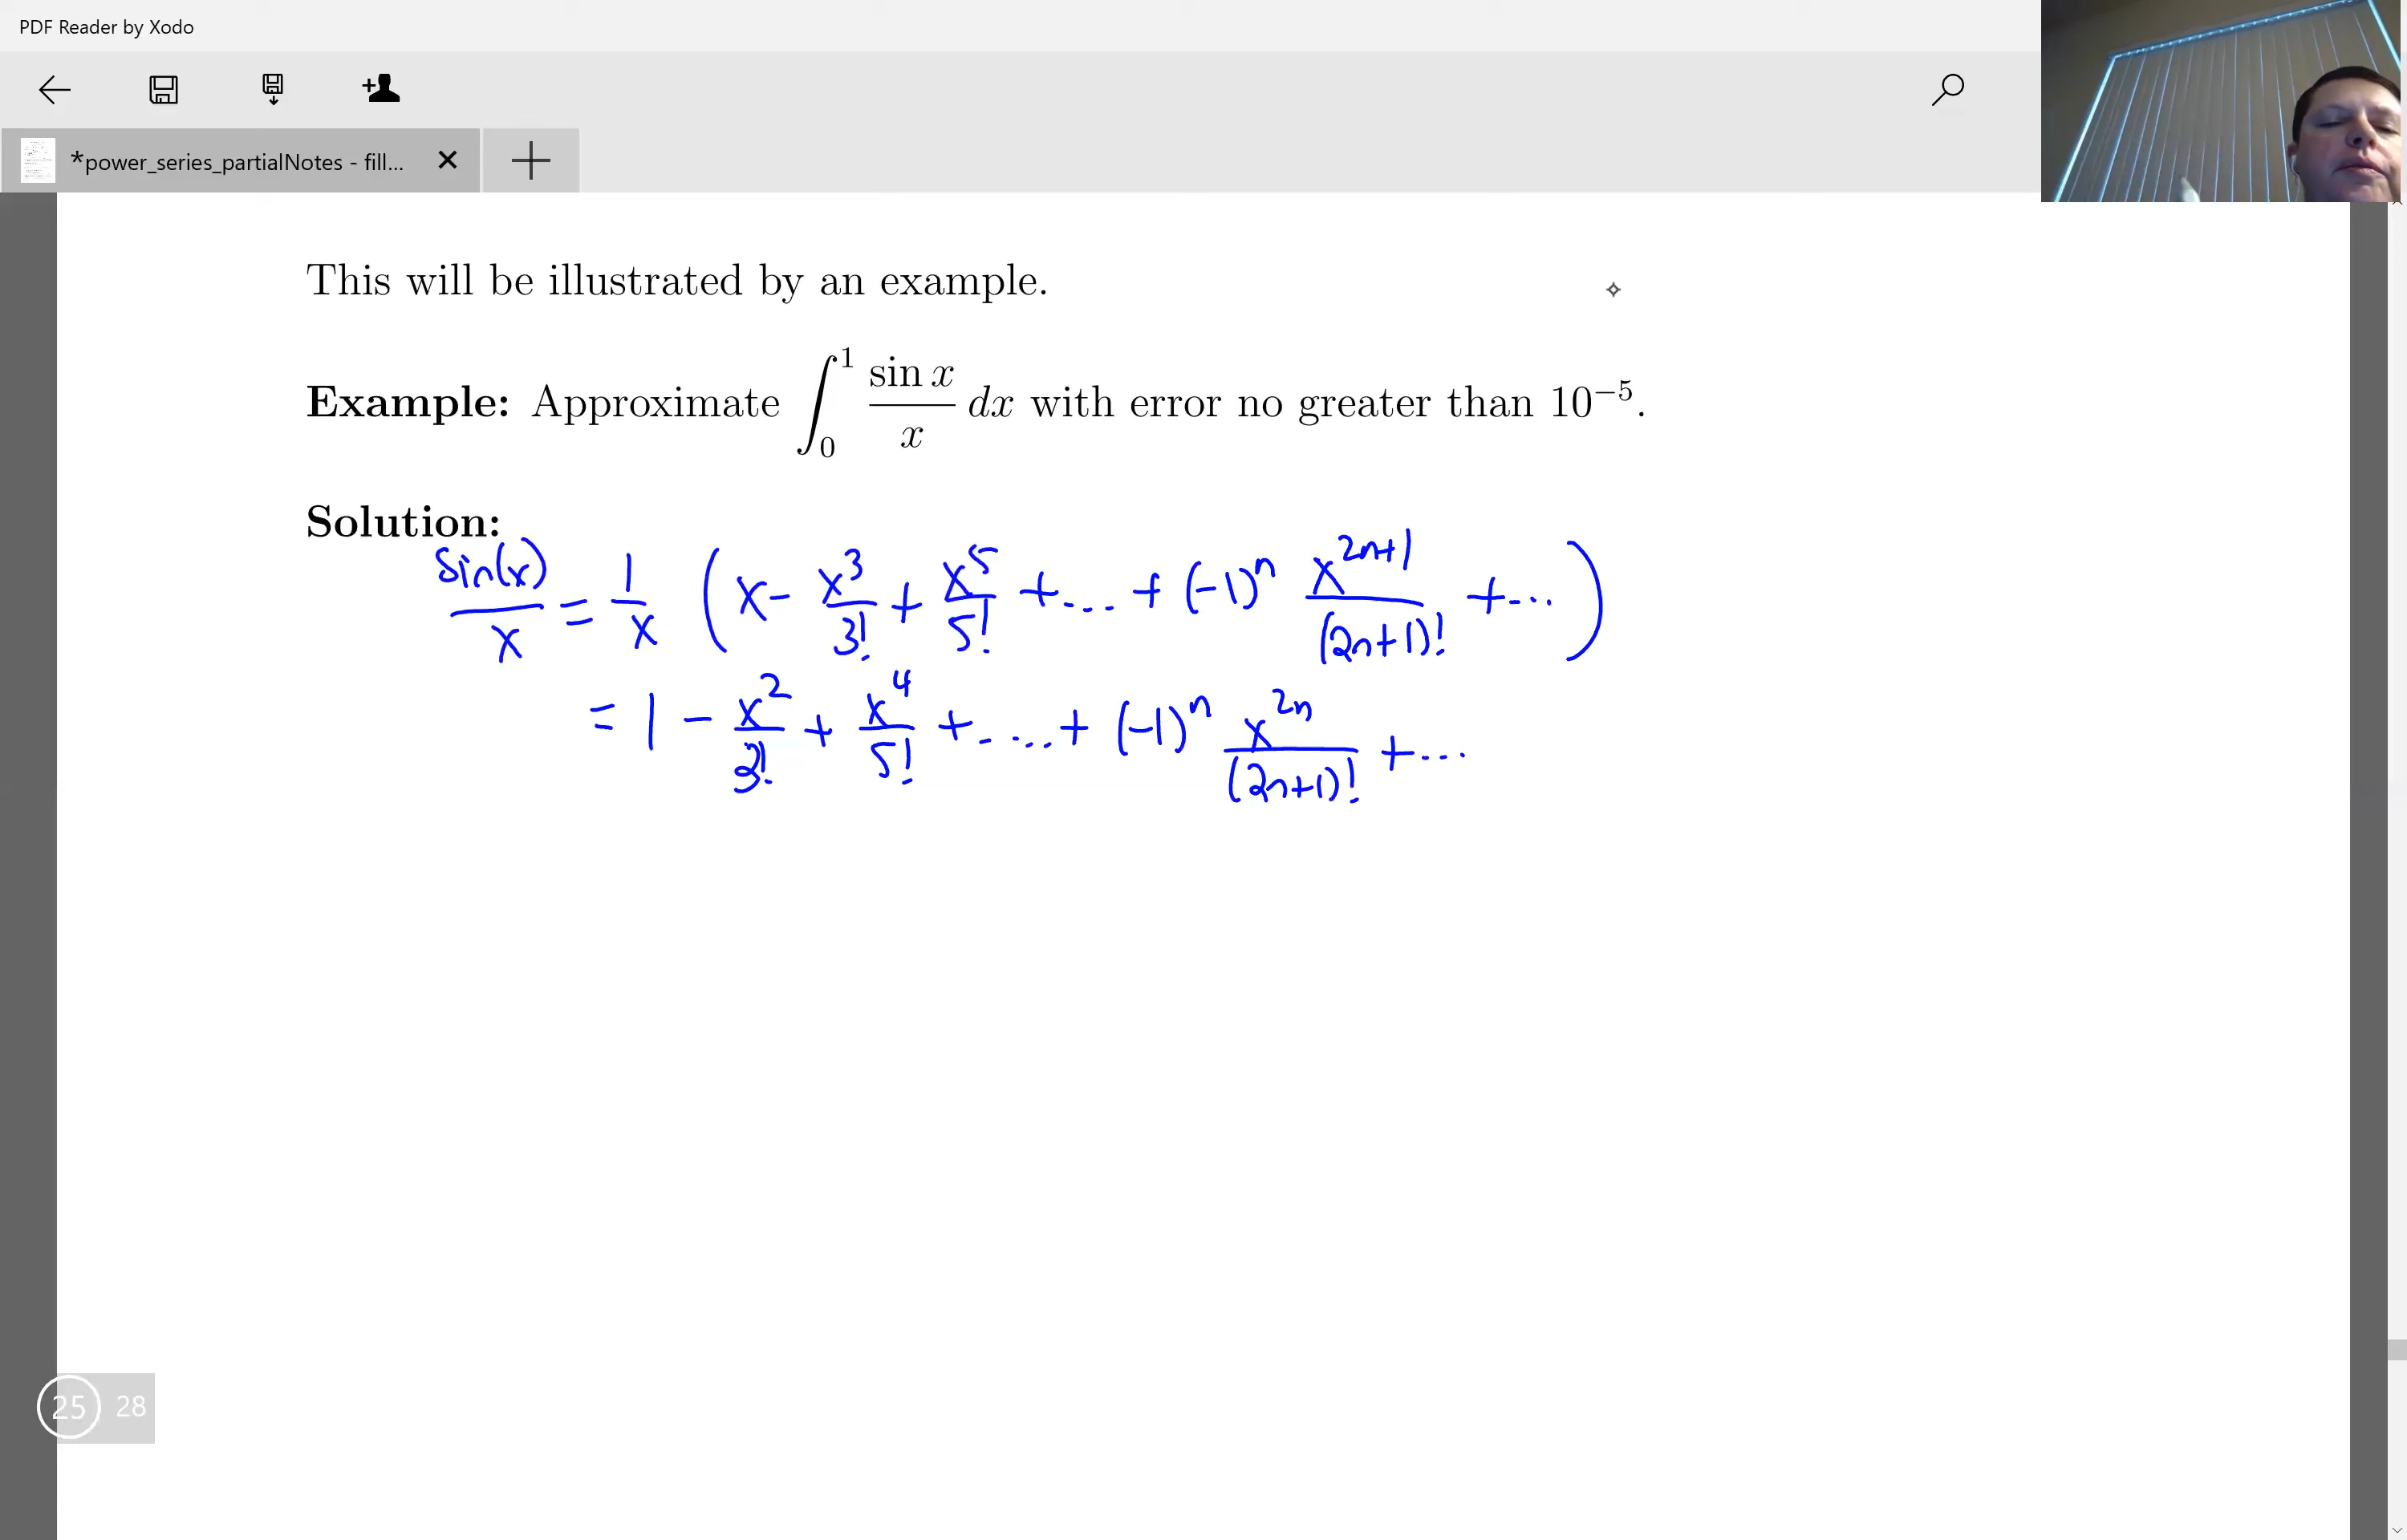 PDF Reader by Xodo
*power_series_partialNotes - fill...
This will be illustrated by an example.
Example: Approximate ∫₀¹ sin x / x dx with error no greater than 10⁻⁵.
Solution:
sin(x)/x = 1/x (x - x³/3! + x⁵/5! + .... + (-1)ⁿ x²ⁿ⁺¹/(2n+1)! + ...)
= 1 - x²/3! + x⁴/5! + ..... + (-1)ⁿ x²ⁿ/(2n+1)! + ...
25 28